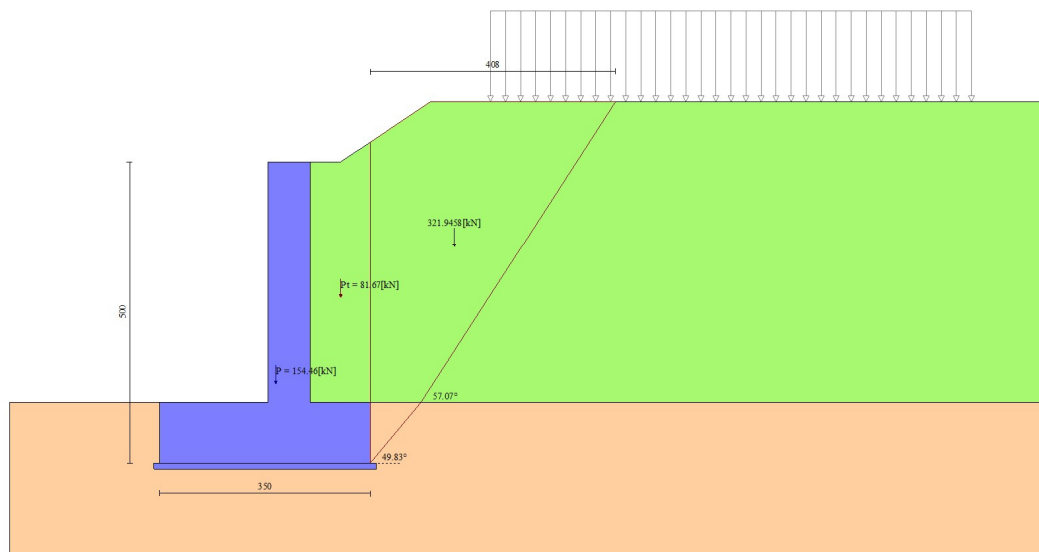 408
321.9458[kN]
Pt = 81.67[kN]
500
P = 154.46[kN]
57.07°
49.83°
350